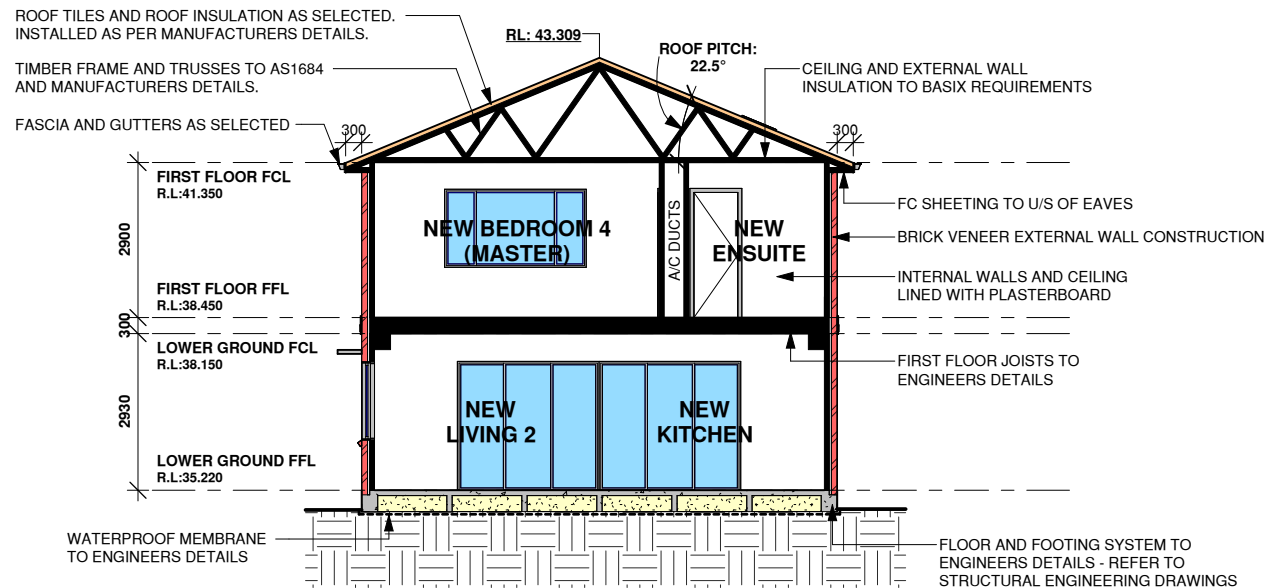 ROOF TILES AND ROOF INSULATION AS SELECTED.
INSTALLED AS PER MANUFACTURERS DETAILS.
RL: 43.309
ROOF PITCH:
22.5°
TIMBER FRAME AND TRUSSES TO AS1684
AND MANUFACTURERS DETAILS.
CEILING AND EXTERNAL WALL
INSULATION TO BASIX REQUIREMENTS
FASCIA AND GUTTERS AS SELECTED
300
300
FIRST FLOOR FCL
R.L:41.350
FC SHEETING TO U/S OF EAVES
2900
NEW BEDROOM 4
(MASTER)
A/C DUCTS
NEW
ENSUITE
BRICK VENEER EXTERNAL WALL CONSTRUCTION
INTERNAL WALLS AND CEILING
LINED WITH PLASTERBOARD
FIRST FLOOR FFL
R.L:38.450
300
LOWER GROUND FCL
R.L:38.150
FIRST FLOOR JOISTS TO
ENGINEERS DETAILS
2930
NEW
LIVING 2
NEW
KITCHEN
LOWER GROUND FFL
R.L:35.220
WATERPROOF MEMBRANE
TO ENGINEERS DETAILS
FLOOR AND FOOTING SYSTEM TO
ENGINEERS DETAILS - REFER TO
STRUCTURAL ENGINEERING DRAWINGS